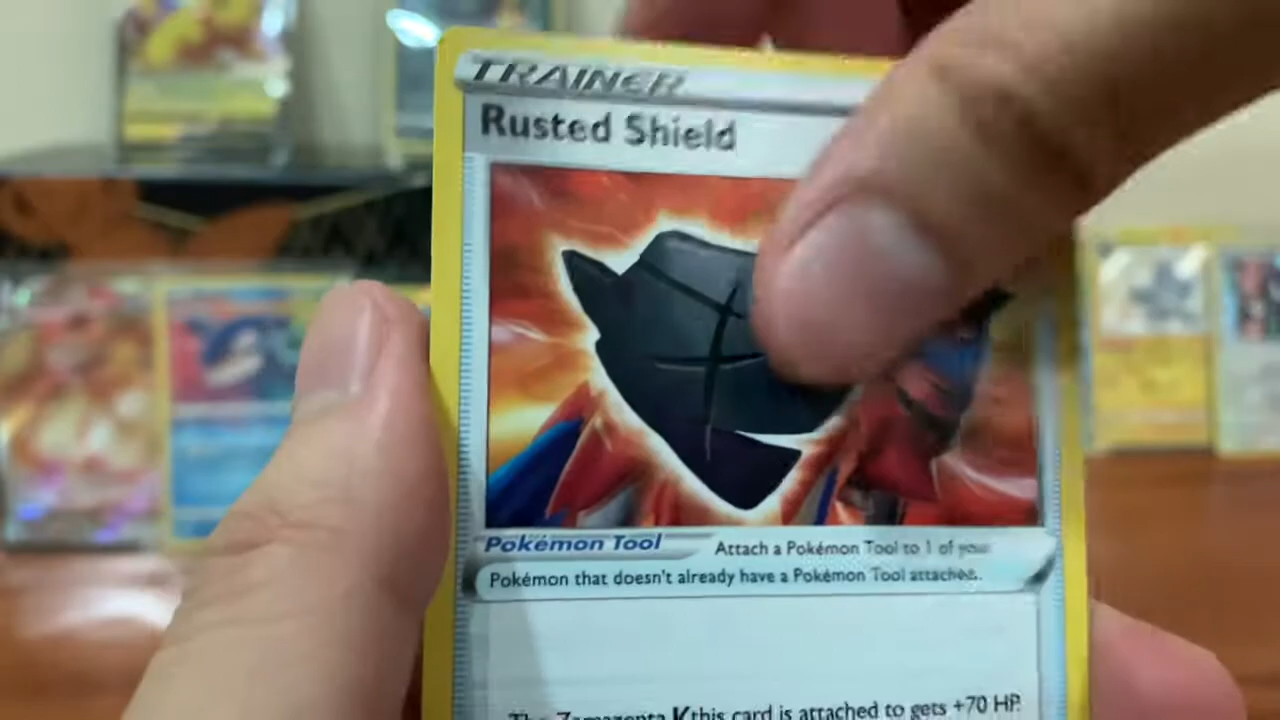 TRAINER
Rusted Shield
Pokémon Tool Attach a Pokémon Tool to 1 of your
Pokémon that doesn't already have a Pokémon Tool attached.
The Zamazenta V this card is attached to gets +70 HP.